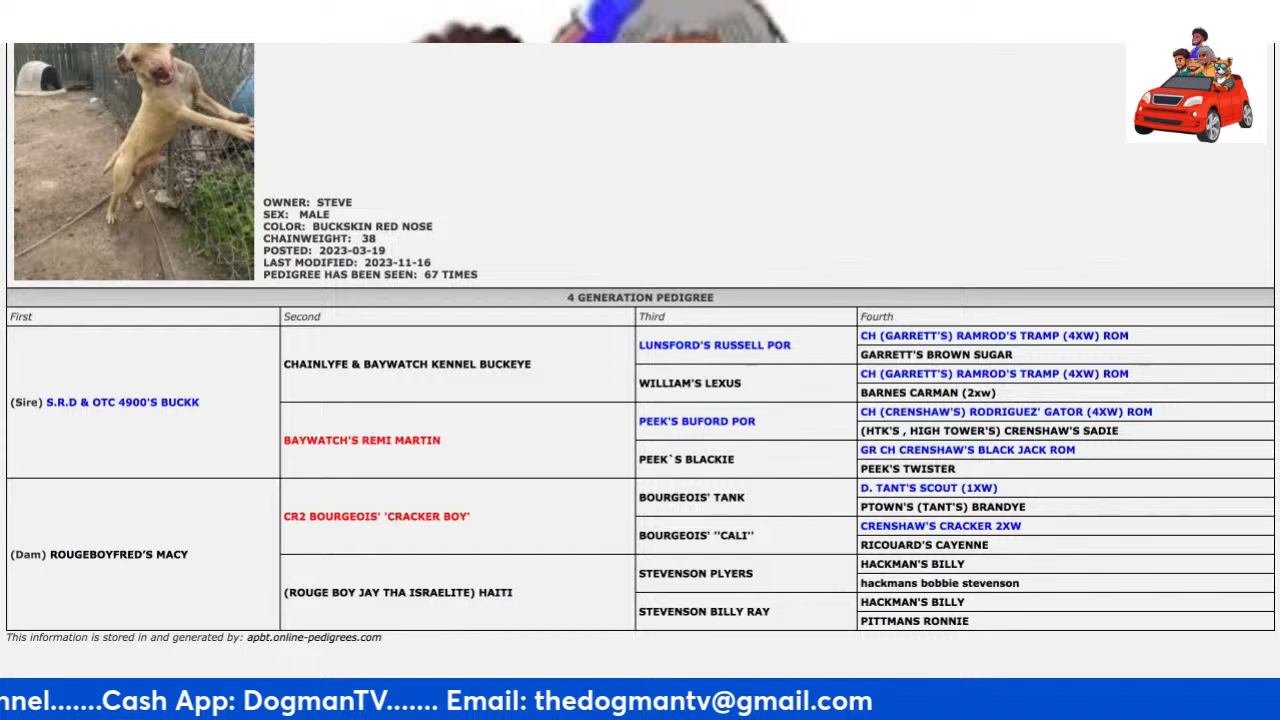 OWNER: STEVE
SEX: MALE
COLOR: BUCKSKIN RED NOSE
CHAINWEIGHT: 38
POSTED: 2023-03-19
LAST MODIFIED: 2023-11-16
PEDIGREE HAS BEEN SEEN: 67 TIMES
4 GENERATION PEDIGREE
First Second Third Fourth
(Sire) S.R.D & OTC 4900'S BUCKK
CHAINLYFE & BAYWATCH KENNEL BUCKEYE
LUNSFORD'S RUSSELL POR
CH (GARRETT'S) RAMROD'S TRAMP (4XW) ROM
GARRETT'S BROWN SUGAR
WILLIAM'S LEXUS
CH (GARRETT'S) RAMROD'S TRAMP (4XW) ROM
BARNES CARMAN (2xw)
BAYWATCH'S REMI MARTIN
PEEK'S BUFORD POR
CH (CRENSHAW'S) RODRIGUEZ' GATOR (4XW) ROM
(HTK'S , HIGH TOWER'S) CRENSHAW'S SADIE
PEEK`S BLACKIE
GR CH CRENSHAW'S BLACK JACK ROM
PEEK'S TWISTER
(Dam) ROUGEBOYFRED'S MACY
CR2 BOURGEOIS' 'CRACKER BOY'
BOURGEOIS' TANK
D. TANT'S SCOUT (1XW)
PTOWN'S (TANT'S) BRANDYE
BOURGEOIS' ''CALI''
CRENSHAW'S CRACKER 2XW
RICOUARD'S CAYENNE
(ROUGE BOY JAY THA ISRAELITE) HAITI
STEVENSON PLYERS
HACKMAN'S BILLY
hackmans bobbie stevenson
STEVENSON BILLY RAY
HACKMAN'S BILLY
PITTMANS RONNIE
This information is stored in and generated by: apbt.online-pedigrees.com
nnel.......Cash App: DogmanTV....... Email: thedogmantv@gmail.com